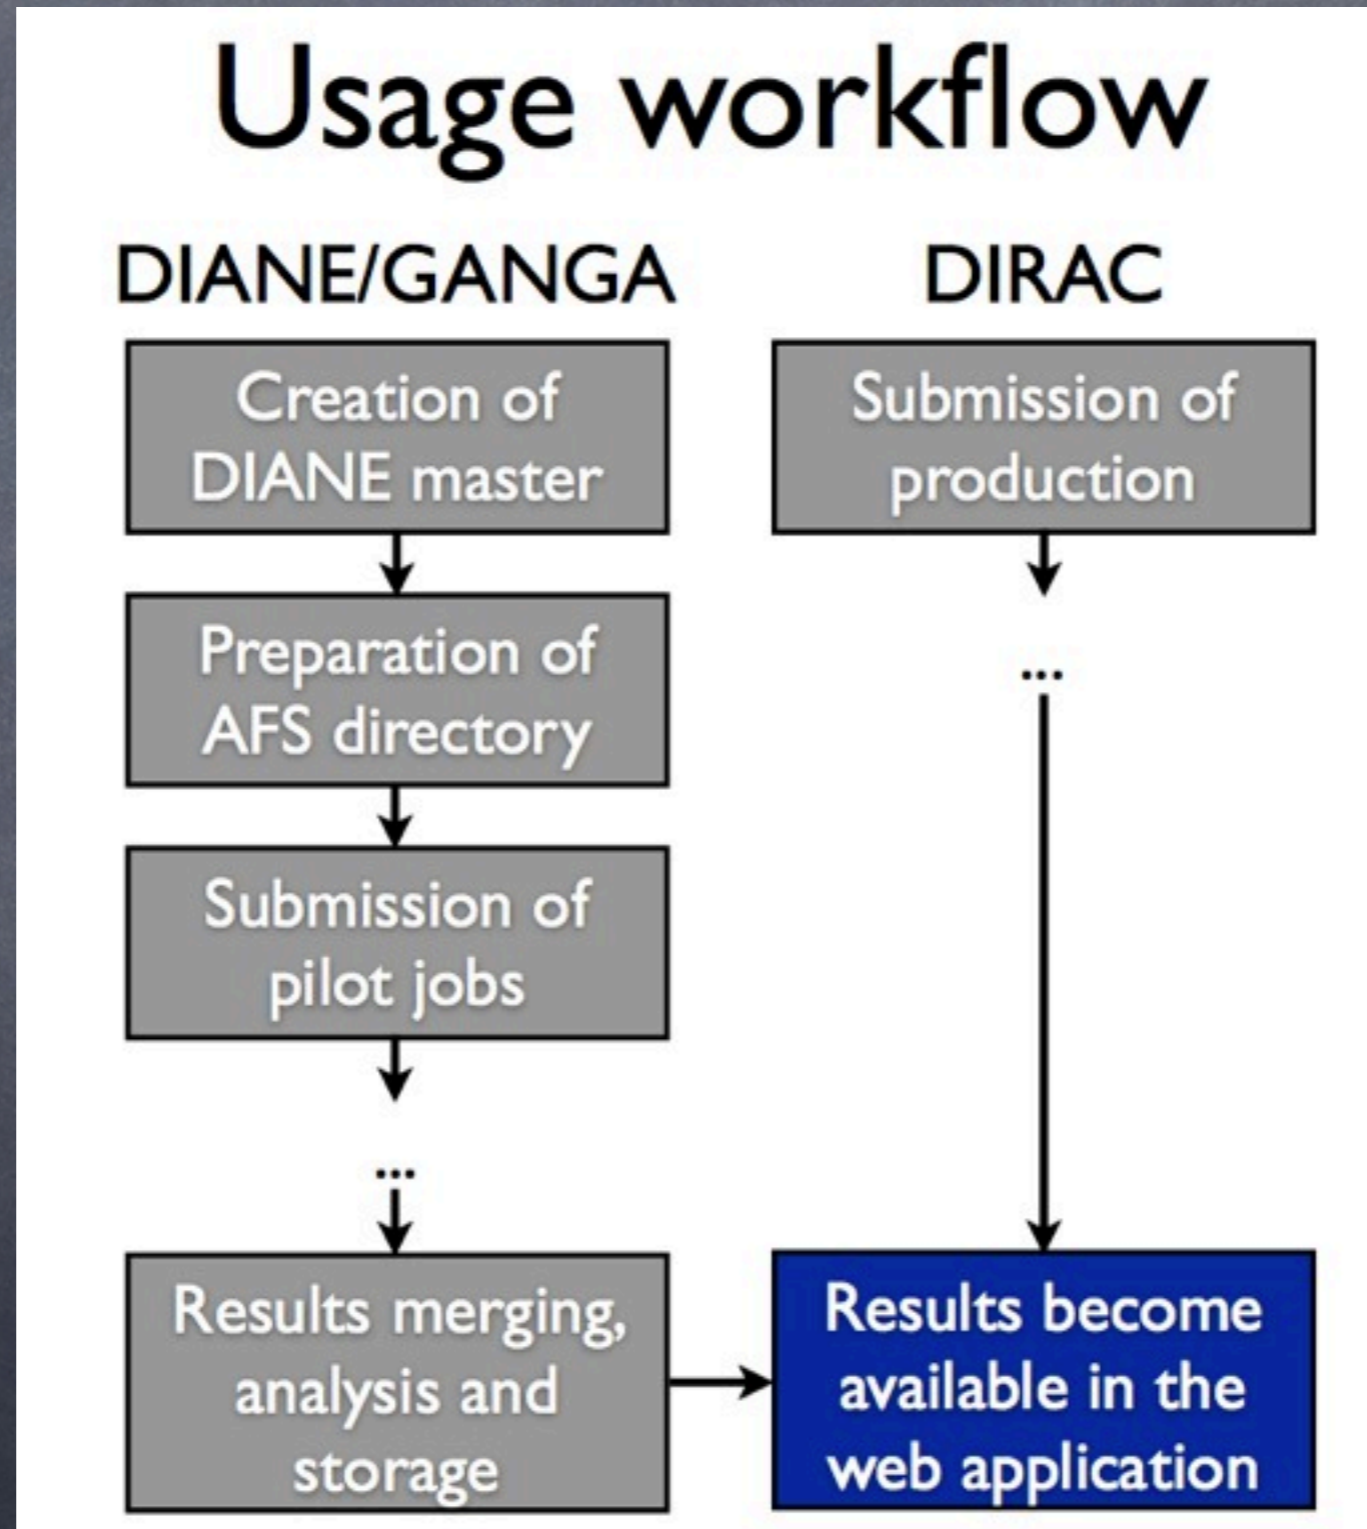 Usage workflow
DIANE/GANGA
Creation of
DIANE master
Preparation of
AFS directory
Submission of
pilot jobs
...
Results merging,
analysis and
storage
DIRAC
Submission of
production
...
Results become
available in the
web application